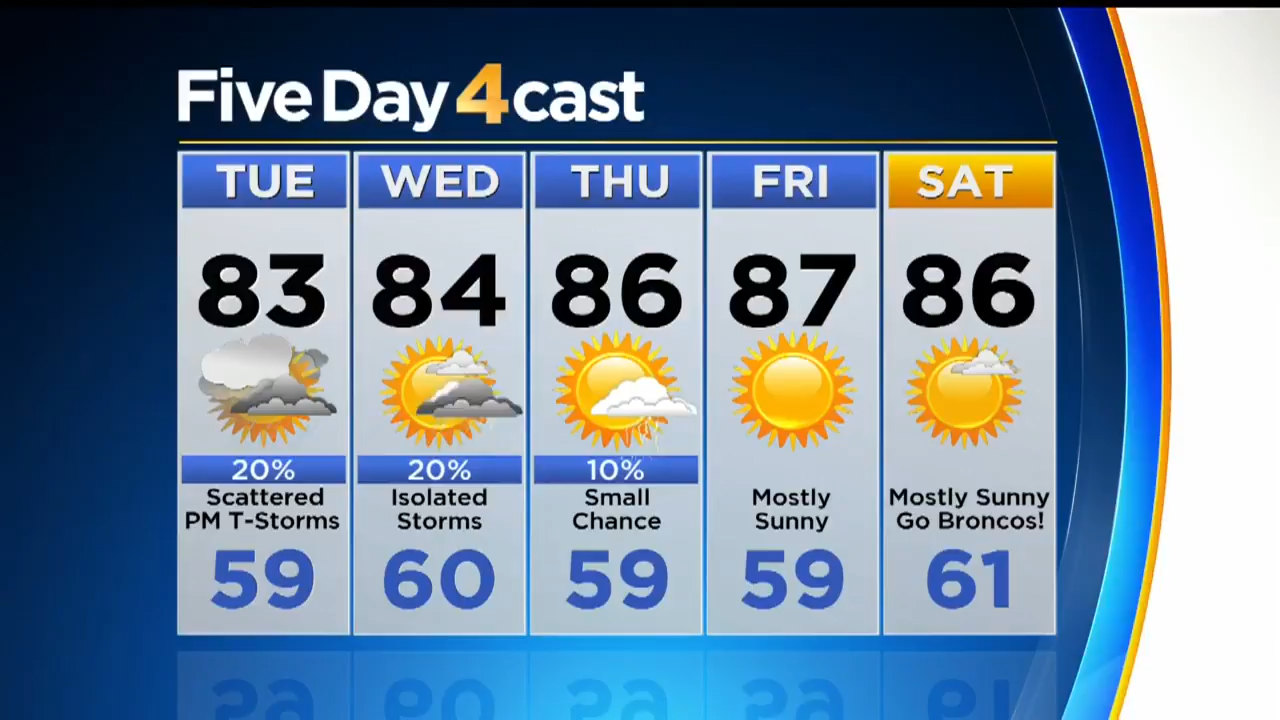 Five Day 4cast
TUE WED THU FRI SAT
83 84 86 87 86
20% 20% 10%
Scattered Isolated Small Mostly Mostly Sunny
PM T-Storms Storms Chance Sunny Go Broncos!
59 60 59 59 61